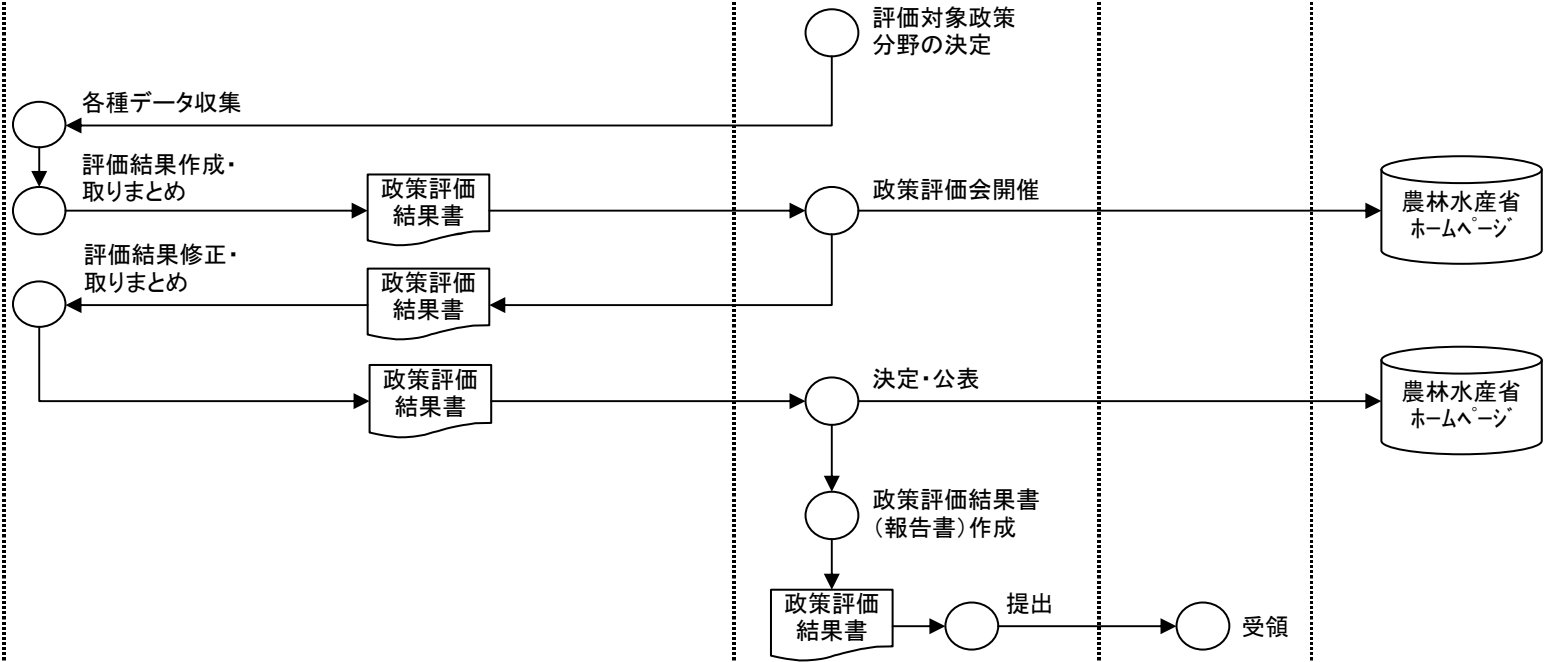 評価対象政策
分野の決定
各種データ収集
評価結果作成・
取りまとめ
政策評価
結果書
政策評価会開催
農林水産省
ﾎｰﾑﾍﾟｰｼﾞ
評価結果修正・
取りまとめ
政策評価
結果書
政策評価
結果書
決定・公表
農林水産省
ﾎｰﾑﾍﾟｰｼﾞ
政策評価結果書
（報告書）作成
政策評価
結果書
提出
受領